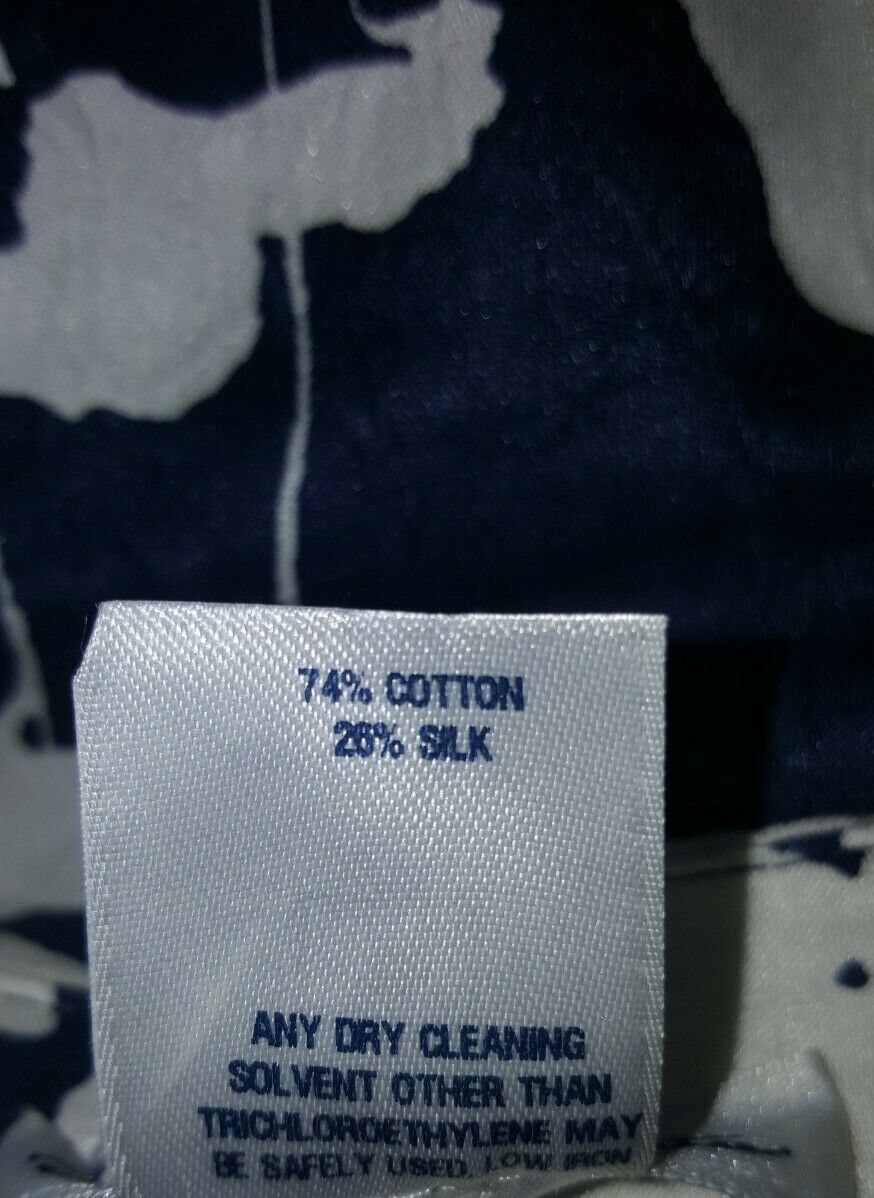 74% COTTON
26% SILK
ANY DRY CLEANING
SOLVENT OTHER THAN
TRICHLOROETHYLENE MAY
BE SAFELY USED. LOW IRON